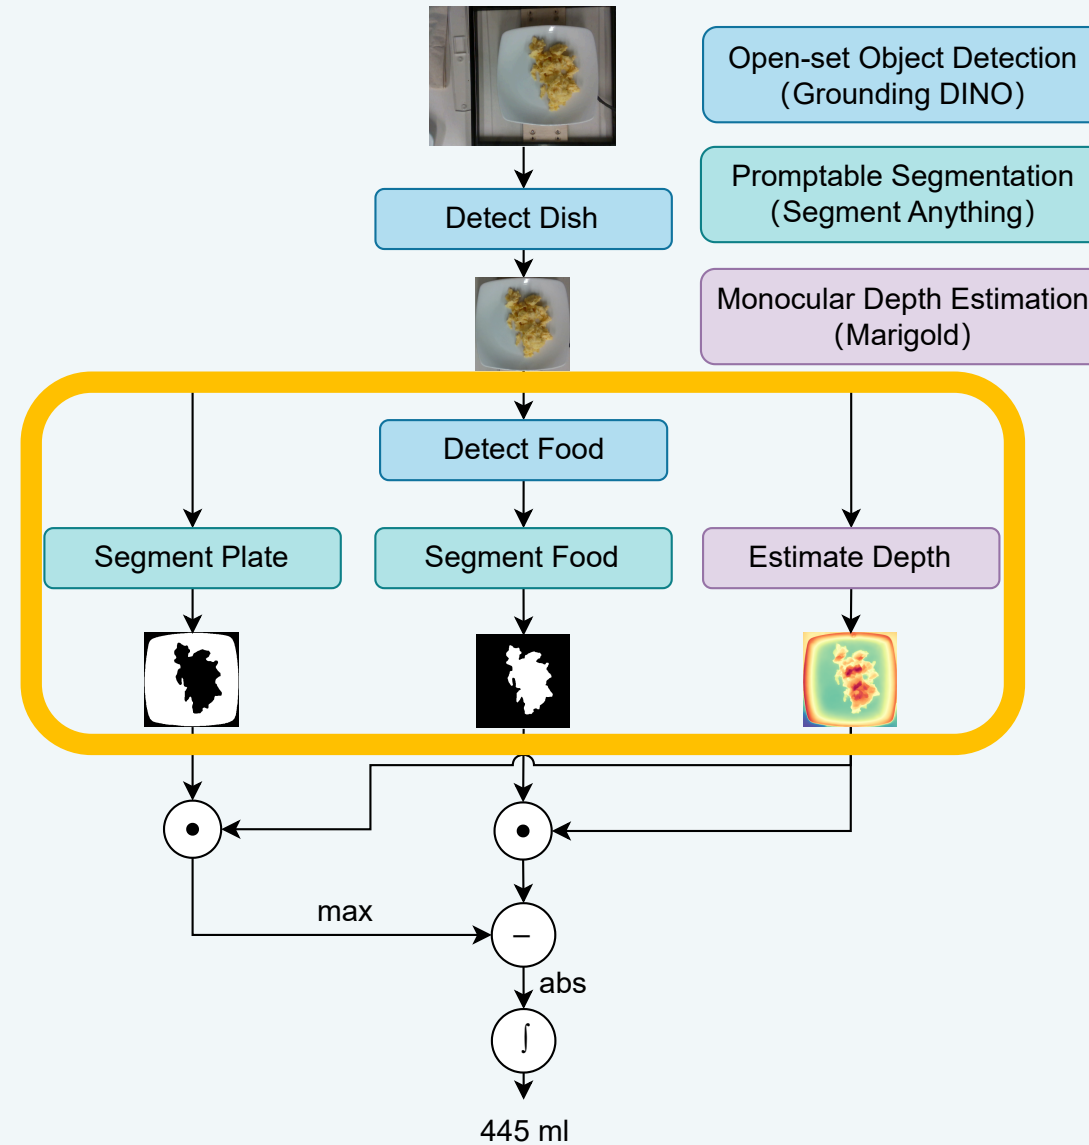 Open-set Object Detection
(Grounding DINO)
Detect Dish
Promptable Segmentation
(Segment Anything)
Monocular Depth Estimation
(Marigold)
Detect Food
Segment Plate
Segment Food
Estimate Depth
max
−
abs
∫
445 ml